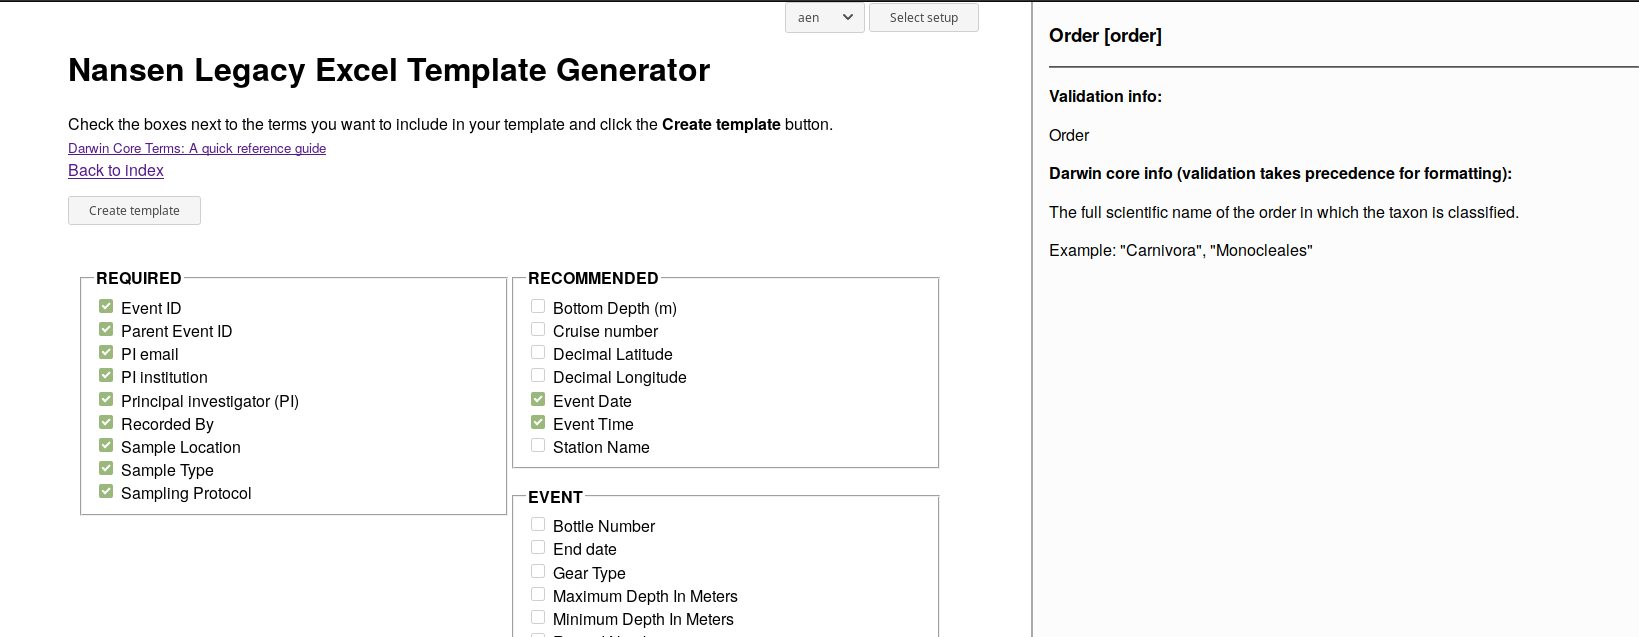 aen
Select setup
Nansen Legacy Excel Template Generator
Check the boxes next to the terms you want to include in your template and click the Create template button.
Darwin Core Terms: A quick reference guide
Back to index
Create template
REQUIRED
Event ID
Parent Event ID
PI email
PI institution
Principal investigator (PI)
Recorded By
Sample Location
Sample Type
Sampling Protocol
RECOMMENDED
Bottom Depth (m)
Cruise number
Decimal Latitude
Decimal Longitude
Event Date
Event Time
Station Name
EVENT
Bottle Number
End date
Gear Type
Maximum Depth In Meters
Minimum Depth In Meters
Order [order]
Validation info:
Order
Darwin core info (validation takes precedence for formatting):
The full scientific name of the order in which the taxon is classified.
Example: "Carnivora", "Monocleales"